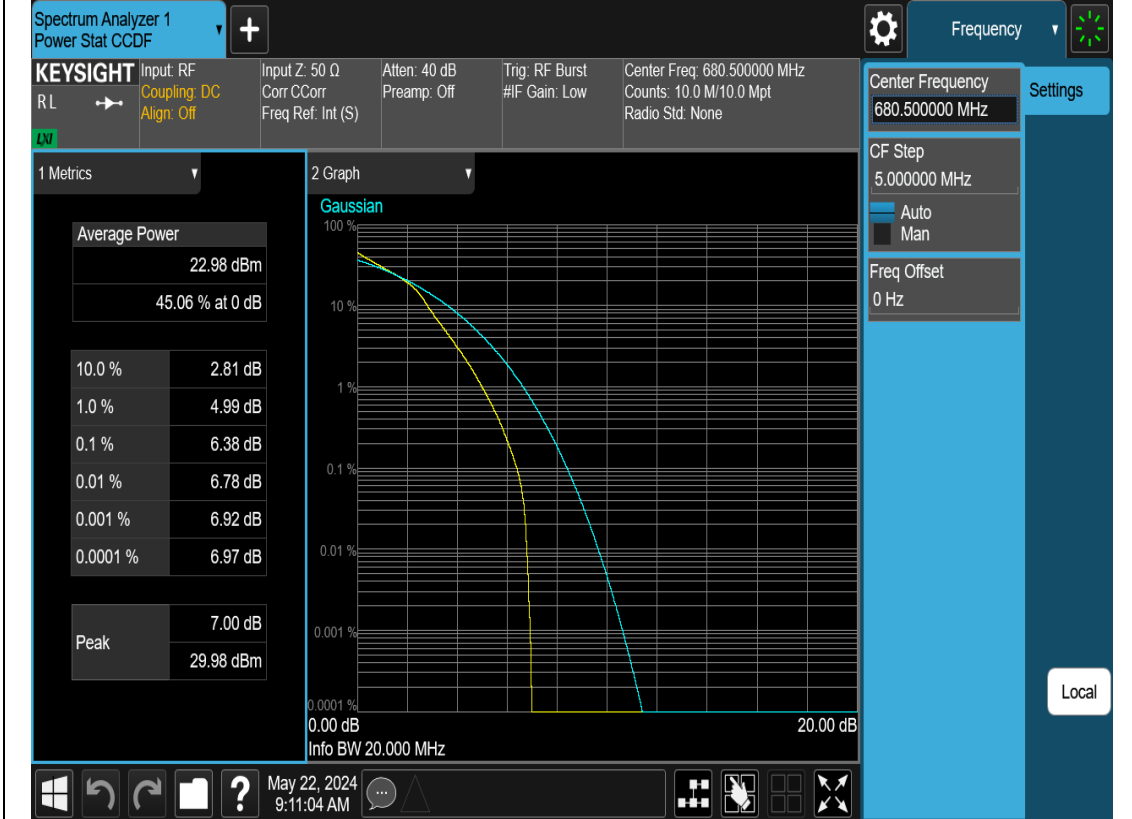 Spectrum Analyzer 1
Power Stat CCDF
+
Frequency
KEYSIGHT
RL
LXI
Input: RF
Coupling: DC
Align: Off
Input Z: 50 Ω
Corr CCorr
Freq Ref: Int (S)
Atten: 40 dB
Preamp: Off
Trig: RF Burst
#IF Gain: Low
Center Freq: 680.500000 MHz
Counts: 10.0 M/10.0 Mpt
Radio Std: None
1 Metrics
Average Power
22.98 dBm
45.06 % at 0 dB
10.0 % 2.81 dB
1.0 % 4.99 dB
0.1 % 6.38 dB
0.01 % 6.78 dB
0.001 % 6.92 dB
0.0001 % 6.97 dB
Peak
7.00 dB
29.98 dBm
2 Graph
Gaussian
100 %
10 %
1 %
0.1 %
0.01 %
0.001 %
0.0001 %
0.00 dB 20.00 dB
Info BW 20.000 MHz
Center Frequency
680.500000 MHz
CF Step
5.000000 MHz
Auto
Man
Freq Offset
0 Hz
Settings
Local
?
May 22, 2024
9:11:04 AM